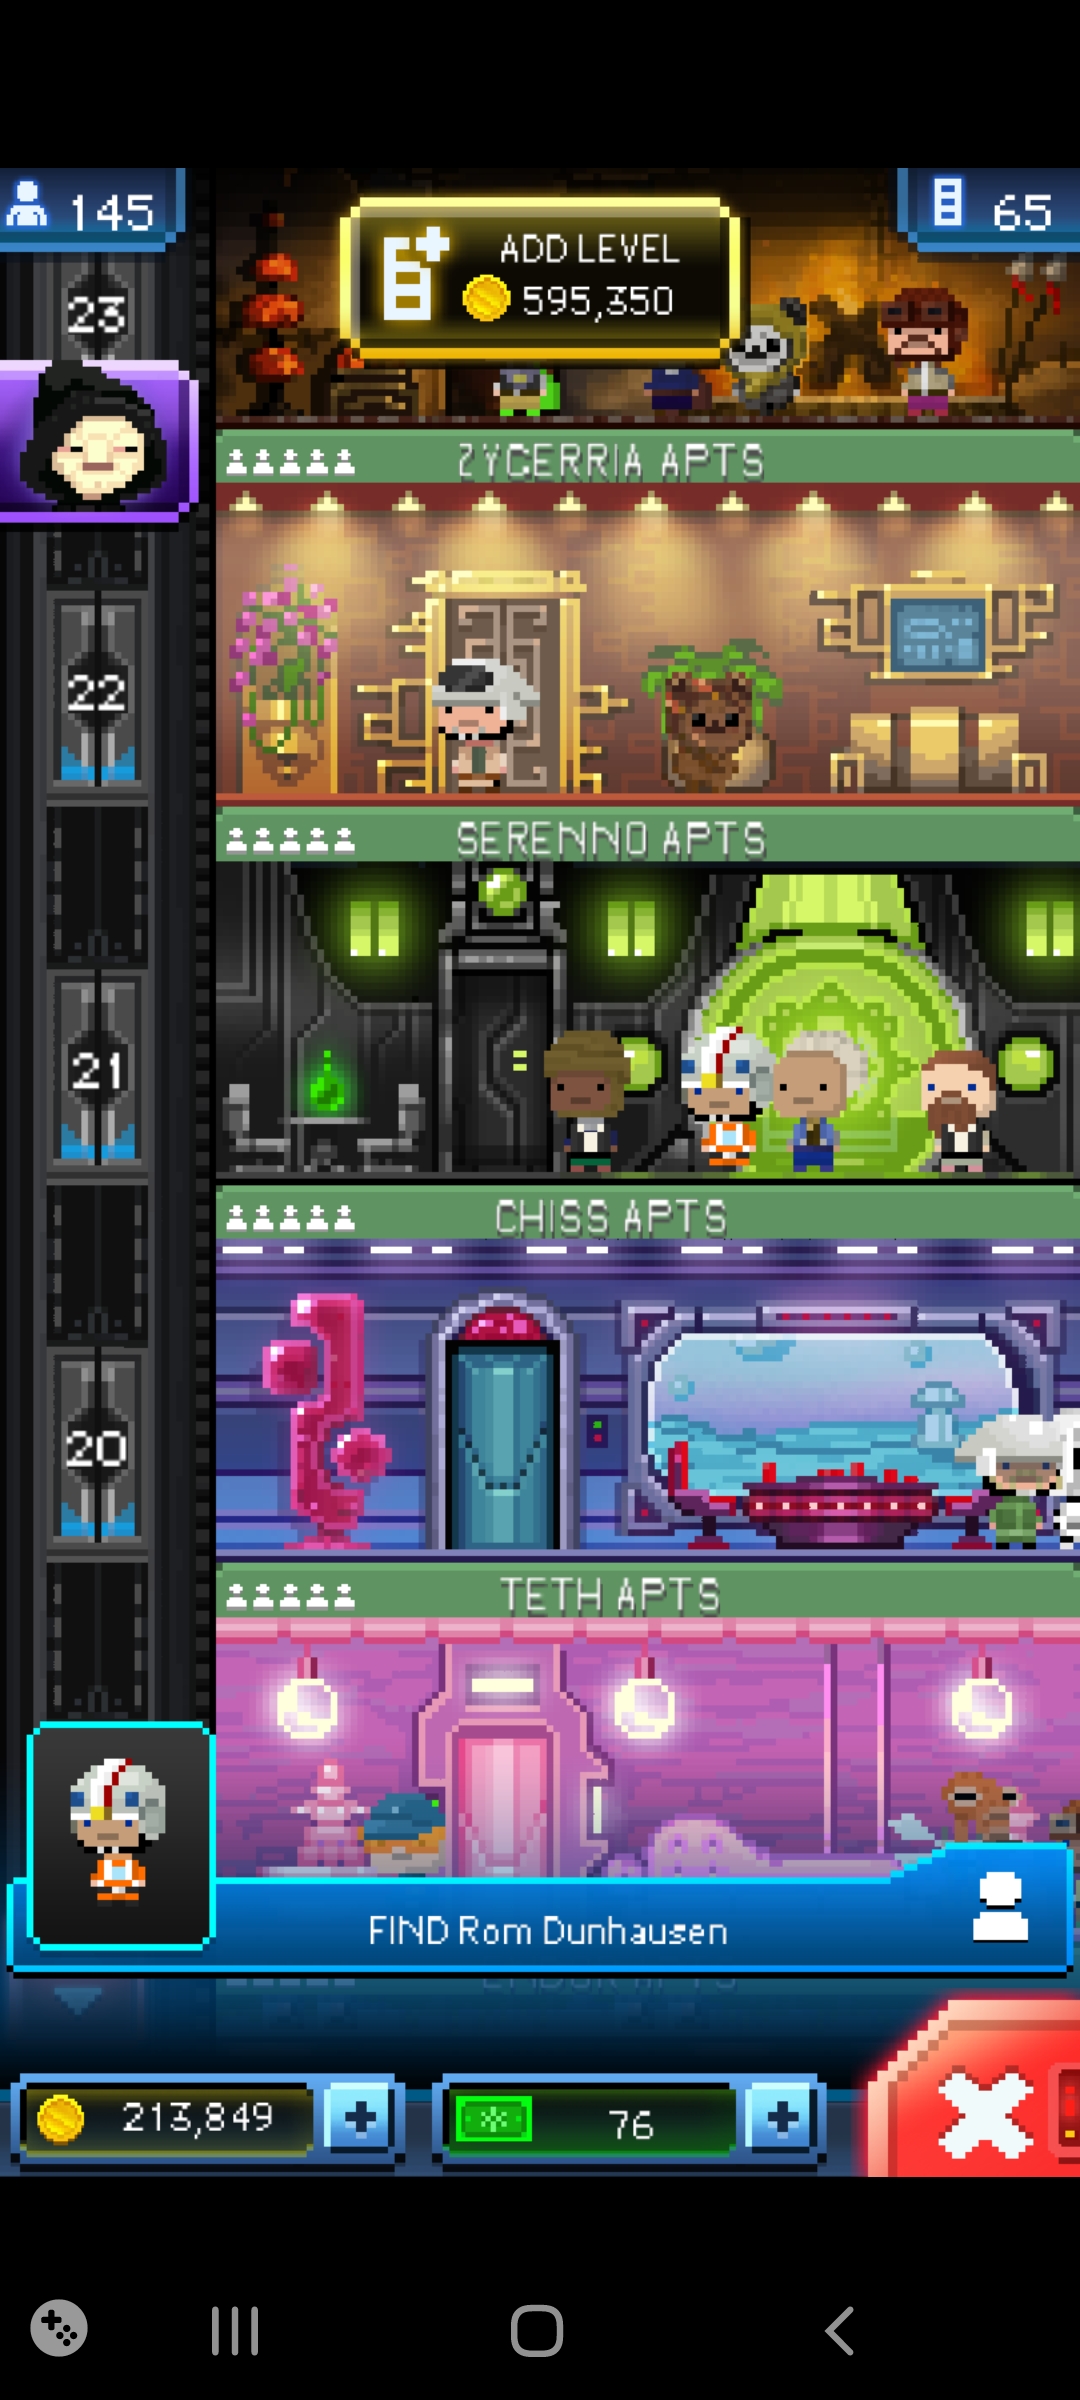 145
65
ADD LEVEL
595,350
23
ZYGERRIA APTS
22
SERENNO APTS
21
CHISS APTS
20
TETH APTS
FIND Rom Dunhausen
213,849
76